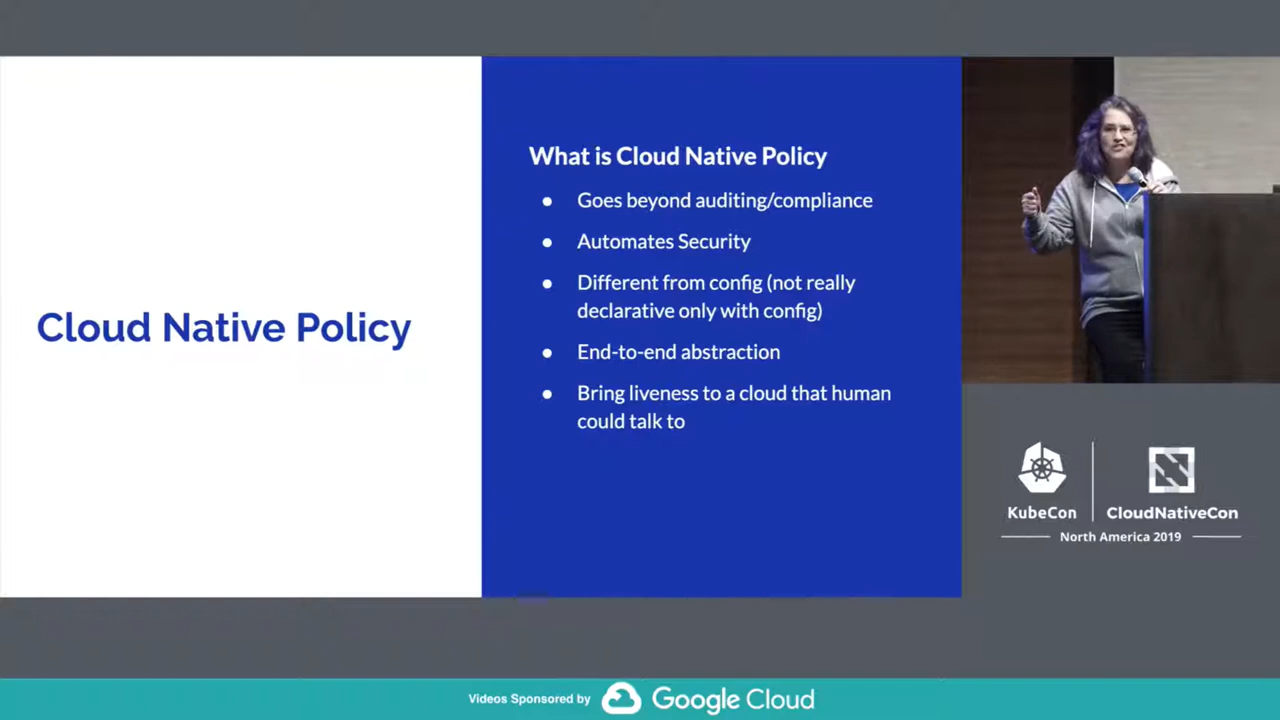 Cloud Native Policy
What is Cloud Native Policy
● Goes beyond auditing/compliance
● Automates Security
● Different from config (not really
declarative only with config)
● End-to-end abstraction
● Bring liveness to a cloud that human
could talk to
KubeCon
CloudNativeCon
North America 2019
Videos Sponsored by Google Cloud